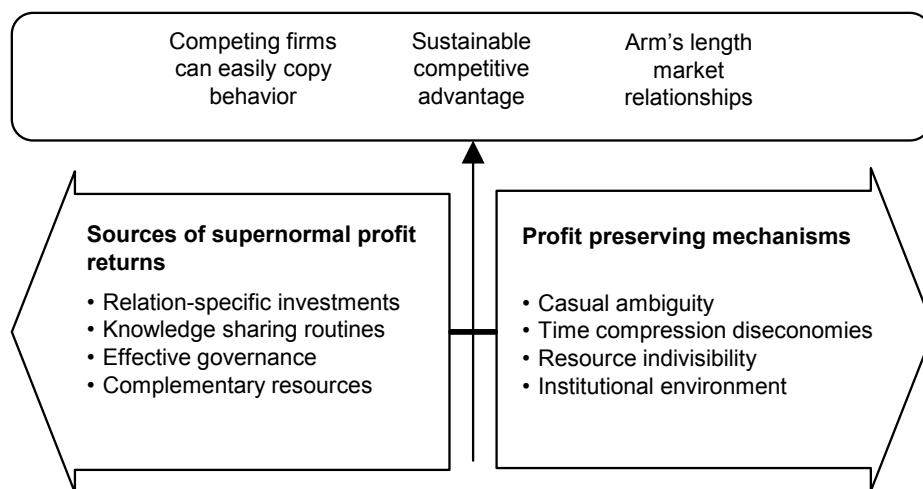 Competing firms
can easily copy
behavior
Sustainable
competitive
advantage
Arm's length
market
relationships
Sources of supernormal profit
returns
• Relation-specific investments
• Knowledge sharing routines
• Effective governance
• Complementary resources
Profit preserving mechanisms
• Casual ambiguity
• Time compression diseconomies
• Resource indivisibility
• Institutional environment